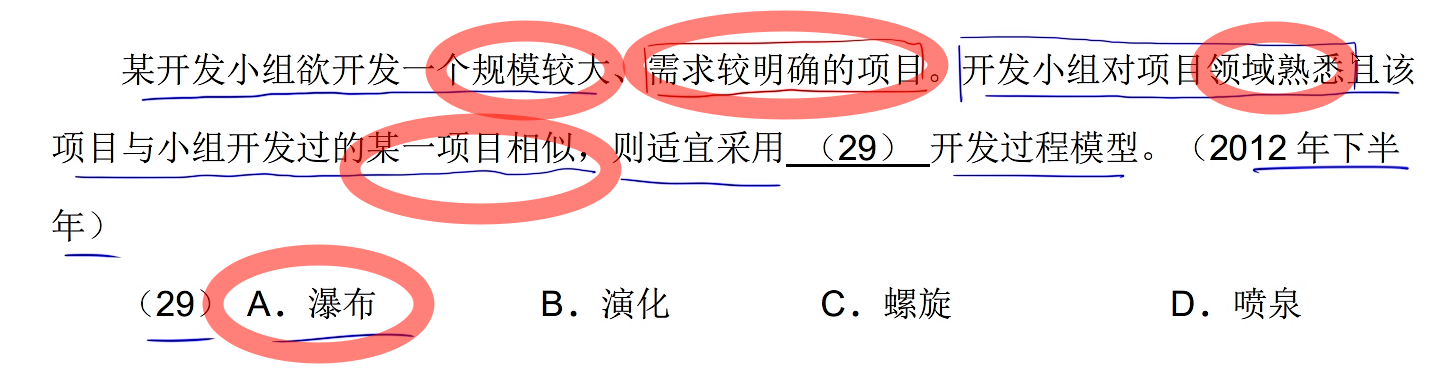 某开发小组欲开发一个规模较大、需求较明确的项目。开发小组对项目领域熟悉且该
项目与小组开发过的某一项目相似，则适宜采用（29）开发过程模型。（2012 年下半
年）
（29） A．瀑布 B．演化 C．螺旋 D．喷泉